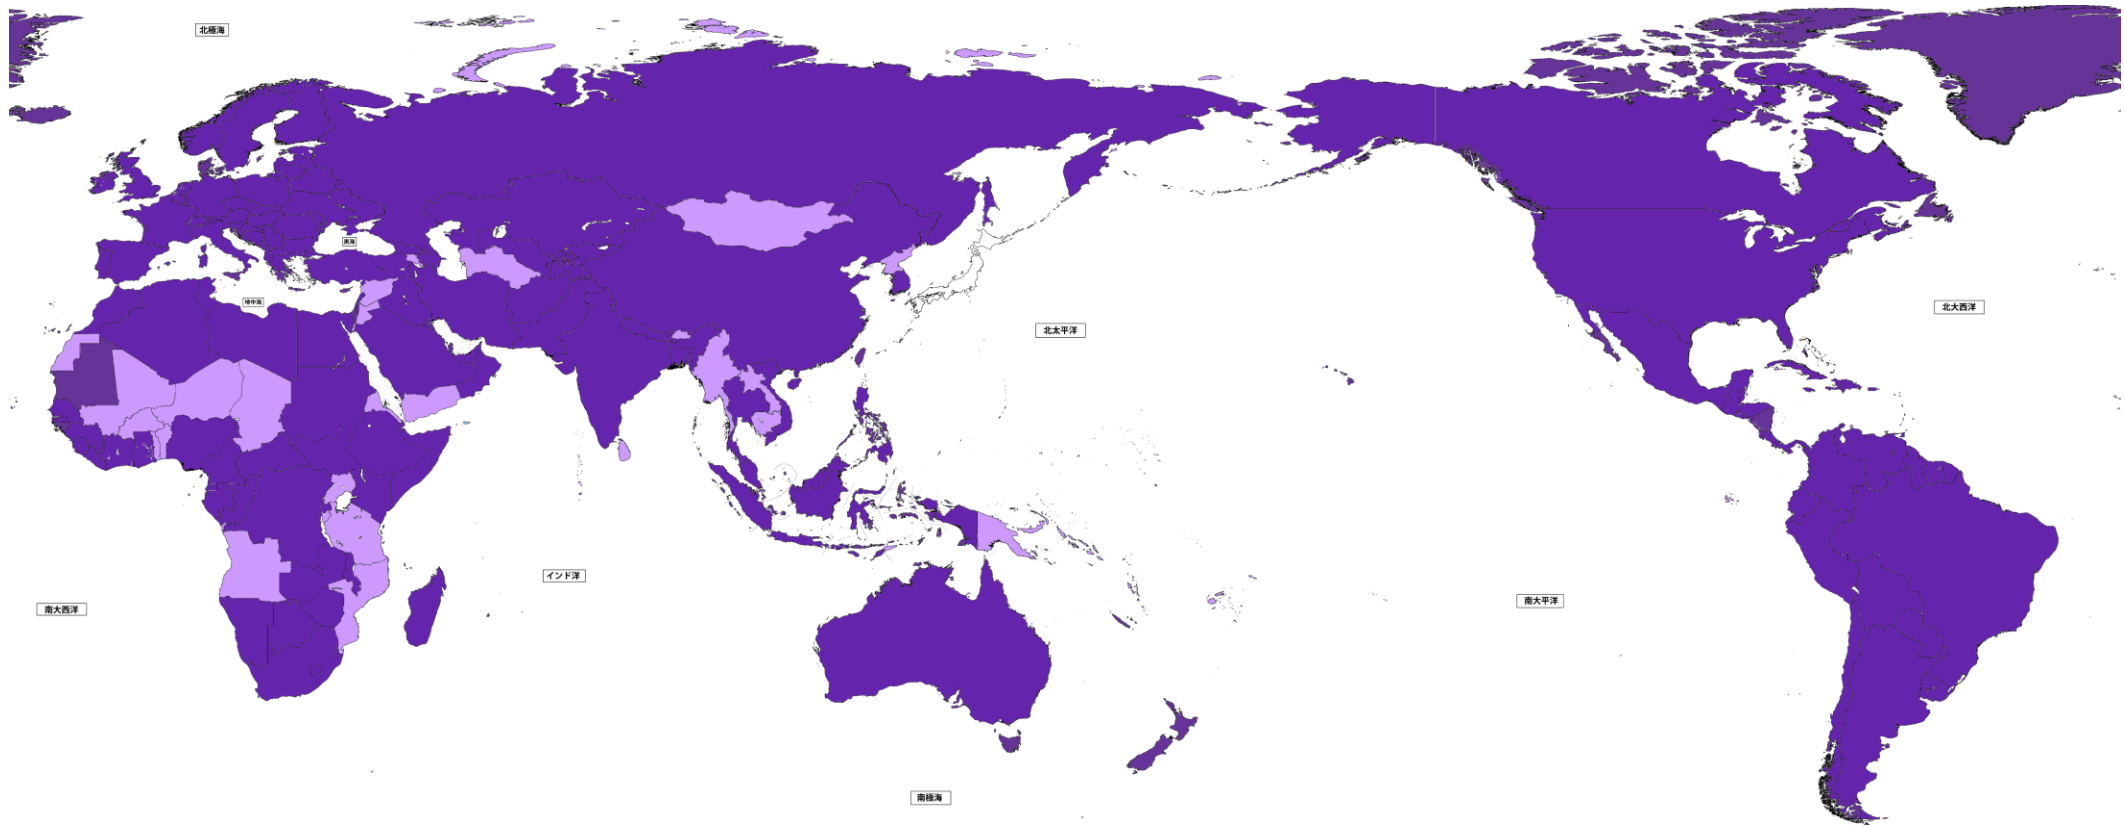 北極海
黒海
地中海
北太平洋
北大西洋
インド洋
南大西洋
南太平洋
南極海